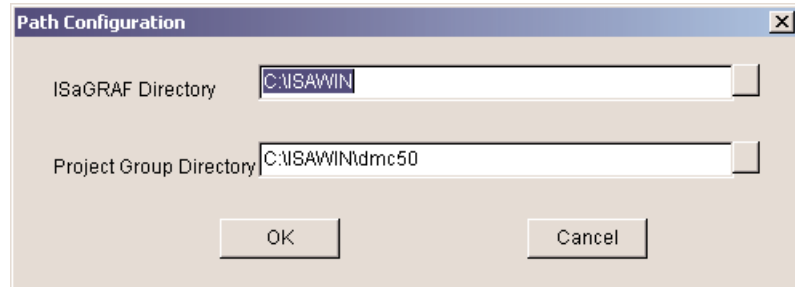 Path Configuration
ISaGRAF Directory C:\ISAWIN
Project Group Directory C:\ISAWIN\dmc50
OK Cancel